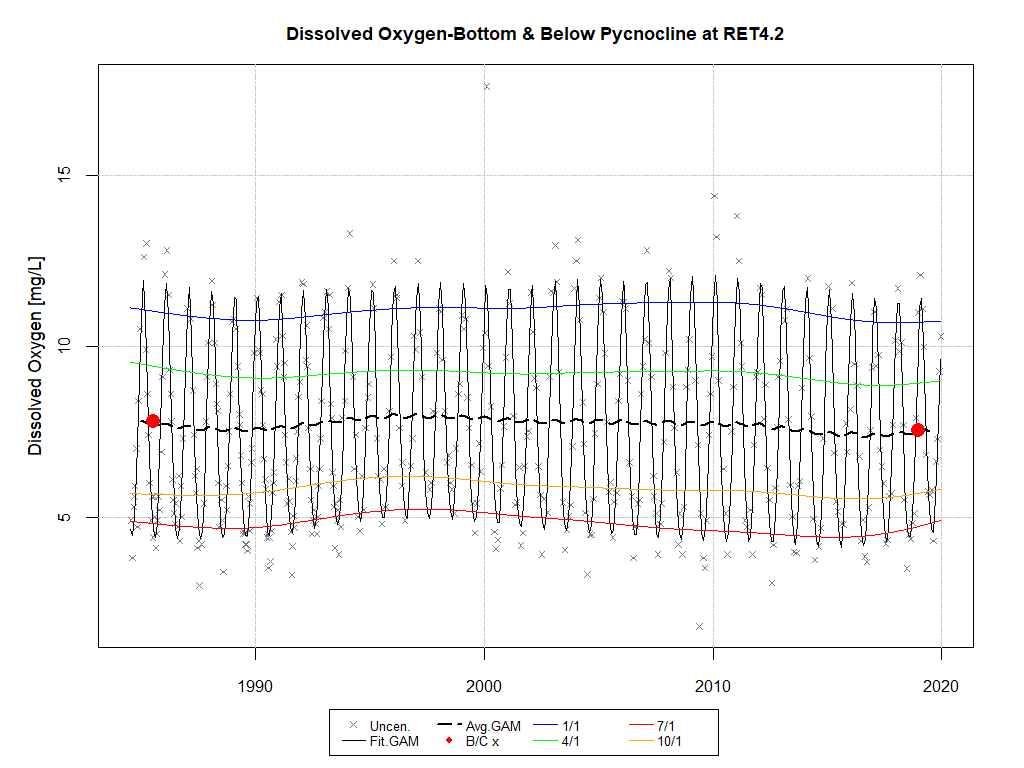 Dissolved Oxygen-Bottom & Below Pycnocline at RET4.2
Dissolved Oxygen [mg/L]
15
10
5
1990 2000 2010 2020
Uncen. Avg.GAM 1/1 7/1
Fit.GAM B/C x 4/1 10/1